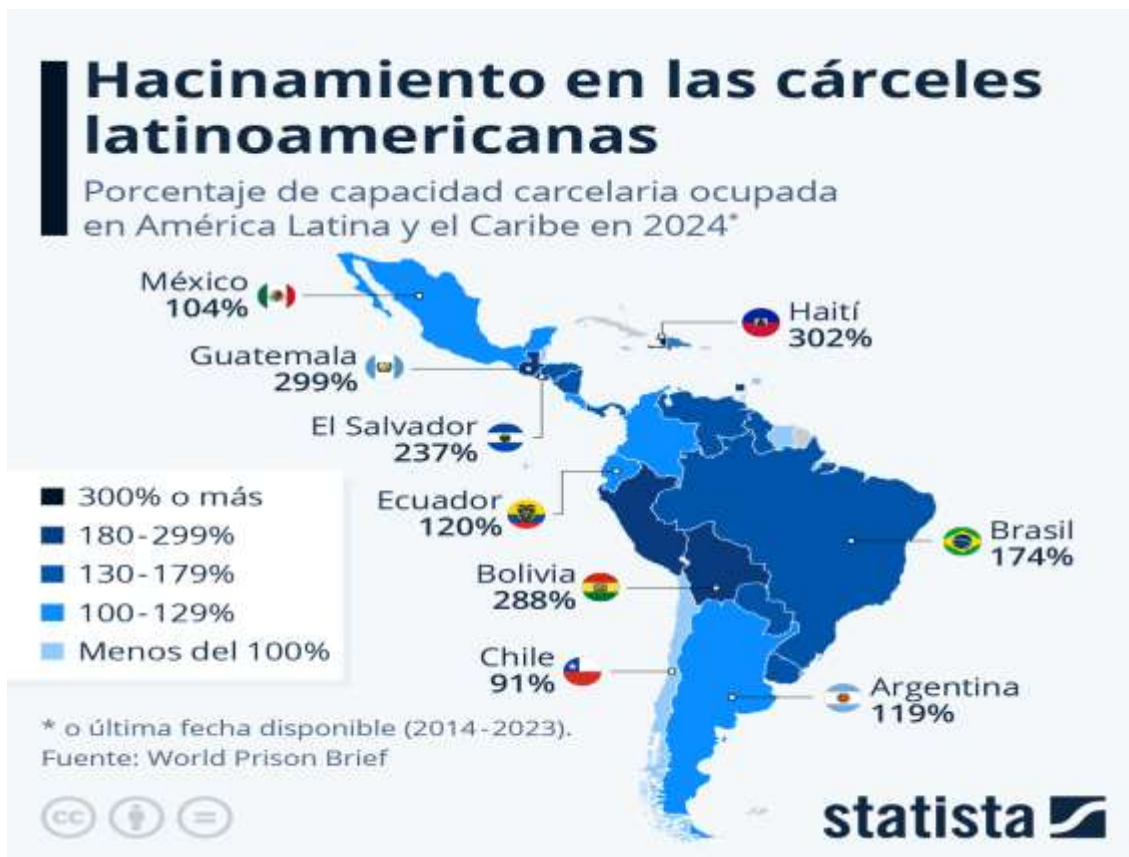 Hacinamiento en las cárceles
latinoamericanas
Porcentaje de capacidad carcelaria ocupada
en América Latina y el Caribe en 2024*
México
104%
Haití
302%
Guatemala
299%
El Salvador
237%
Ecuador
120%
Brasil
174%
Bolivia
288%
Chile
91%
Argentina
119%
300% o más
180-299%
130-179%
100-129%
Menos del 100%
* o última fecha disponible (2014-2023).
Fuente: World Prison Brief
cc
statista